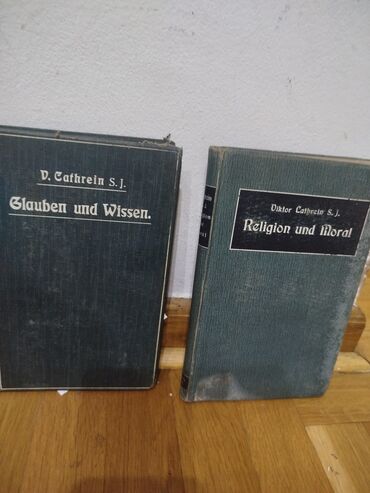 V. Cathrein S. J.
Glauben und Wissen.
Viktor Cathrein S. J.
Religion und Moral